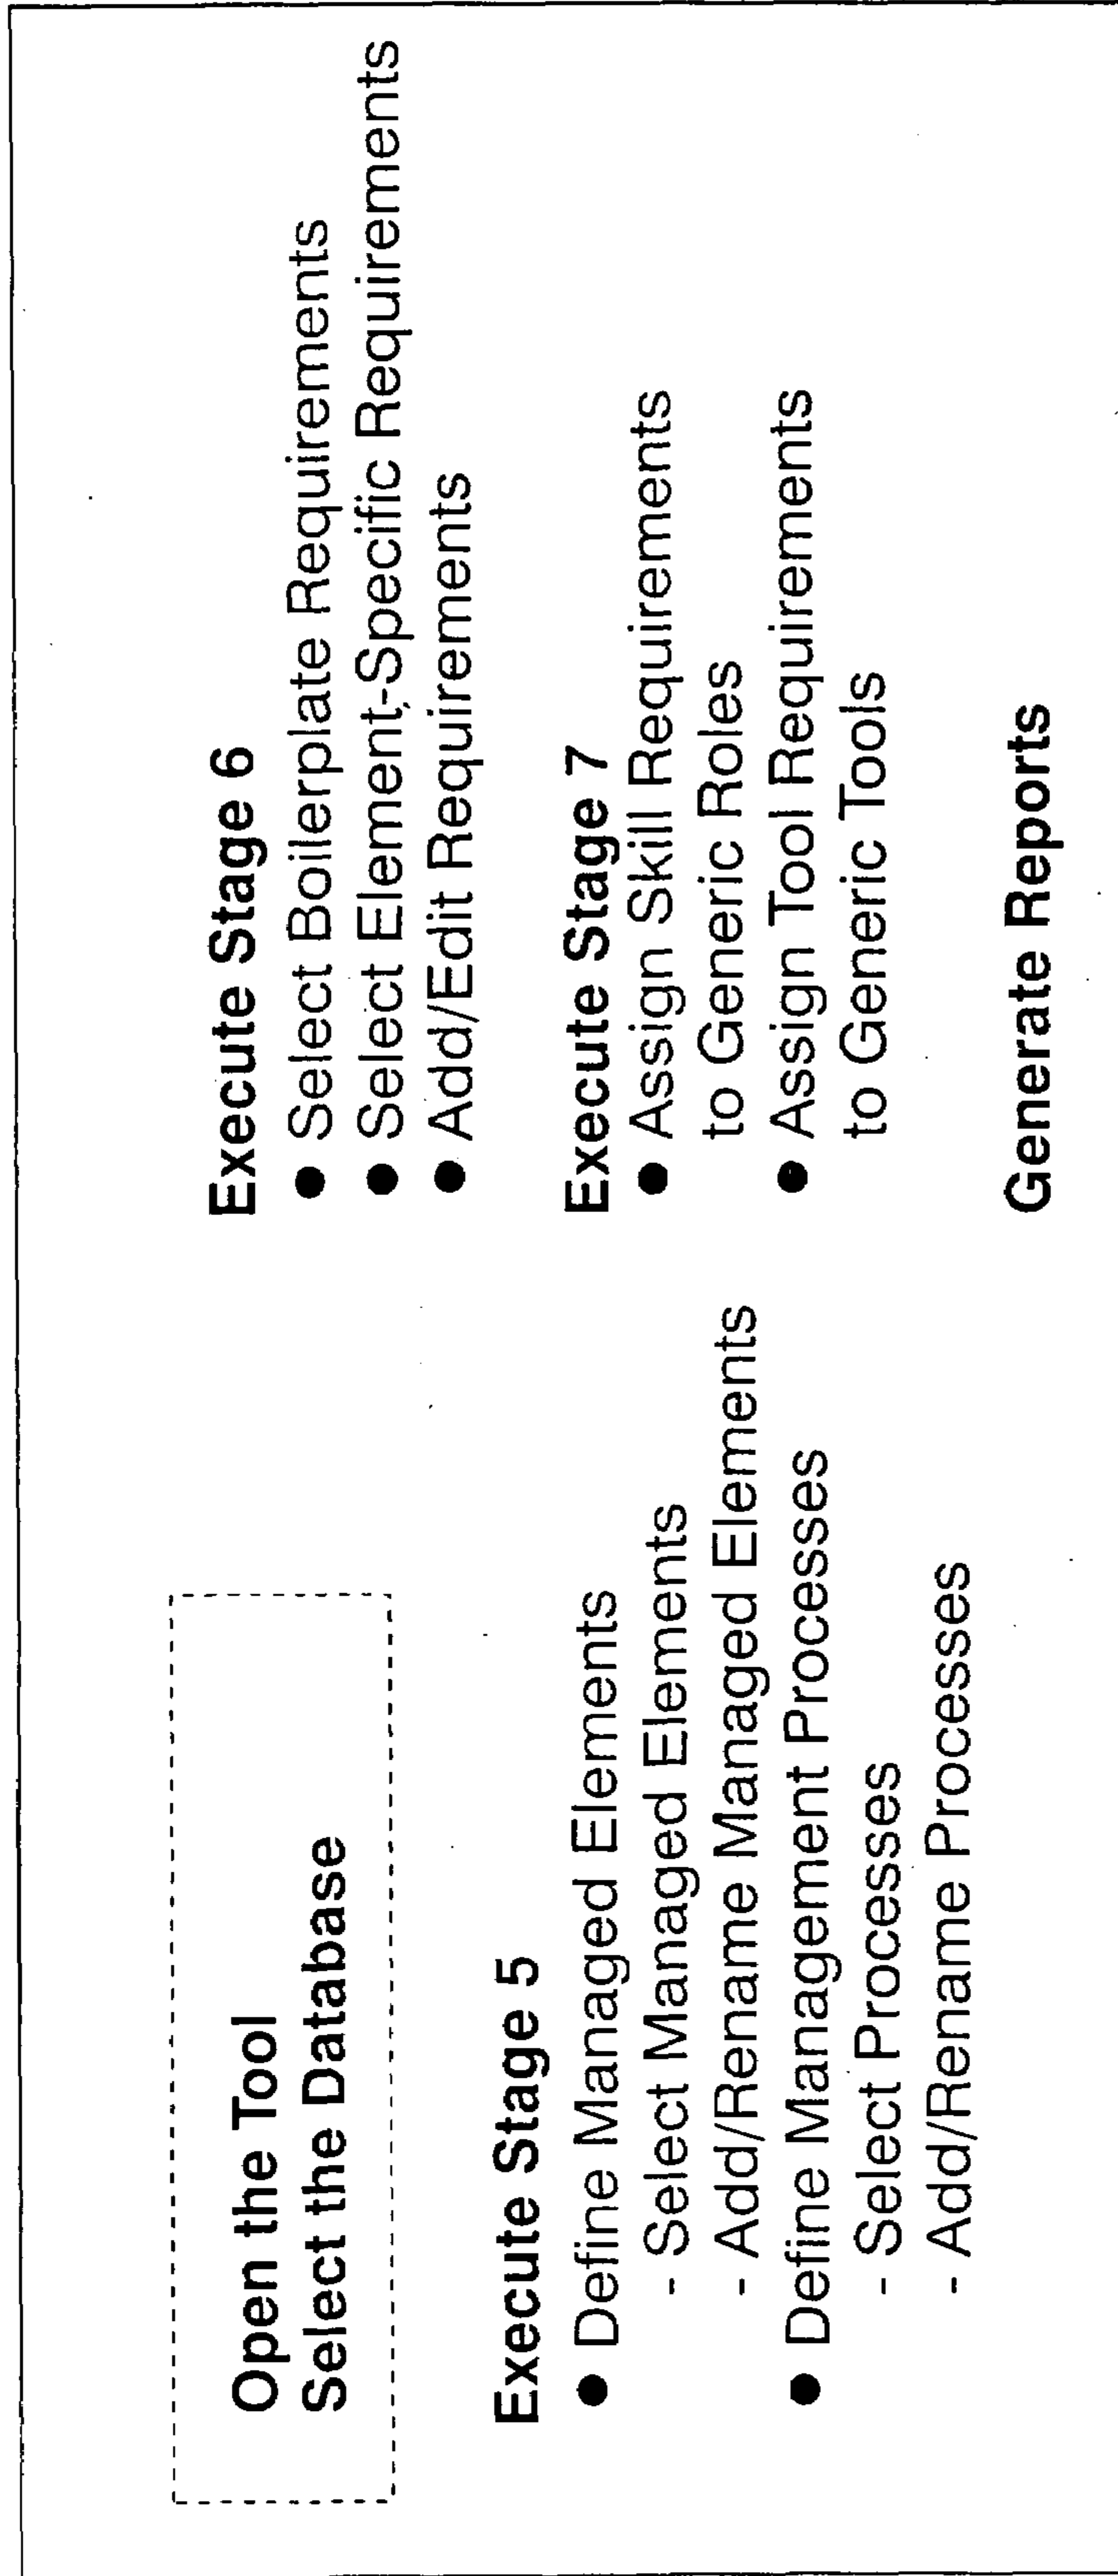 Open the Tool
Select the Database
Execute Stage 5
● Define Managed Elements
- Select Managed Elements
- Add/Rename Managed Elements
● Define Management Processes
- Select Processes
- Add/Rename Processes
Execute Stage 6
● Select Boilerplate Requirements
● Select Element-Specific Requirements
● Add/Edit Requirements
Execute Stage 7
● Assign Skill Requirements
to Generic Roles
● Assign Tool Requirements
to Generic Tools
Generate Reports